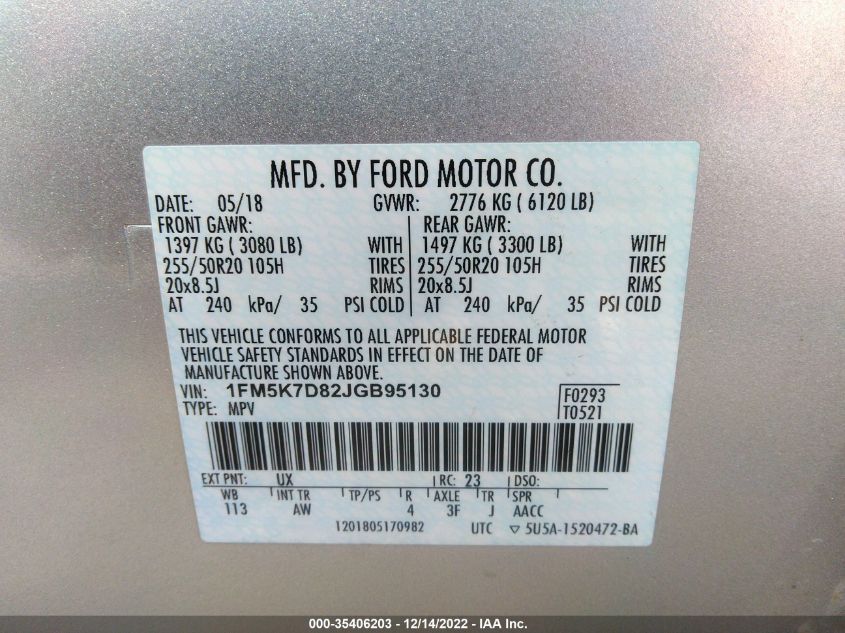 MFD. BY FORD MOTOR CO.
DATE: 05/18 GVWR: 2776 KG ( 6120 LB)
FRONT GAWR: REAR GAWR:
1397 KG ( 3080 LB) WITH 1497 KG ( 3300 LB) WITH
255/50R20 105H TIRES 255/50R20 105H TIRES
20x8.5J RIMS 20x8.5J RIMS
AT 240 kPa/ 35 PSI COLD AT 240 kPa/ 35 PSI COLD
THIS VEHICLE CONFORMS TO ALL APPLICABLE FEDERAL MOTOR
VEHICLE SAFETY STANDARDS IN EFFECT ON THE DATE OF
MANUFACTURE SHOWN ABOVE.
VIN: 1FM5K7D82JGB95130 F0293
TYPE: MPV T0521
EXT PNT: UX RC: 23 DSO:
WB INT TR TP/PS R AXLE TR SPR
113 AW 4 3F J AACC
1201805170982 UTC ▽ 5U5A-1520472-BA
000-35406203 - 12/14/2022 - IAA Inc.